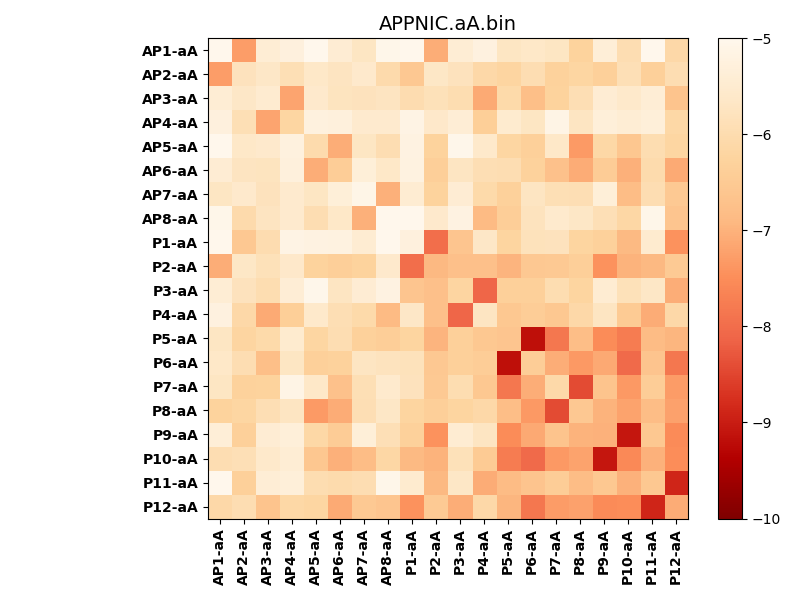 APPNIC.aA.bin
AP1-aA
AP2-aA
AP3-aA
AP4-aA
AP5-aA
AP6-aA
AP7-aA
AP8-aA
P1-aA
P2-aA
P3-aA
P4-aA
P5-aA
P6-aA
P7-aA
P8-aA
P9-aA
P10-aA
P11-aA
P12-aA
AP1-aA
AP2-aA
AP3-aA
AP4-aA
AP5-aA
AP6-aA
AP7-aA
AP8-aA
P1-aA
P2-aA
P3-aA
P4-aA
P5-aA
P6-aA
P7-aA
P8-aA
P9-aA
P10-aA
P11-aA
P12-aA
−5
−6
−7
−8
−9
−10